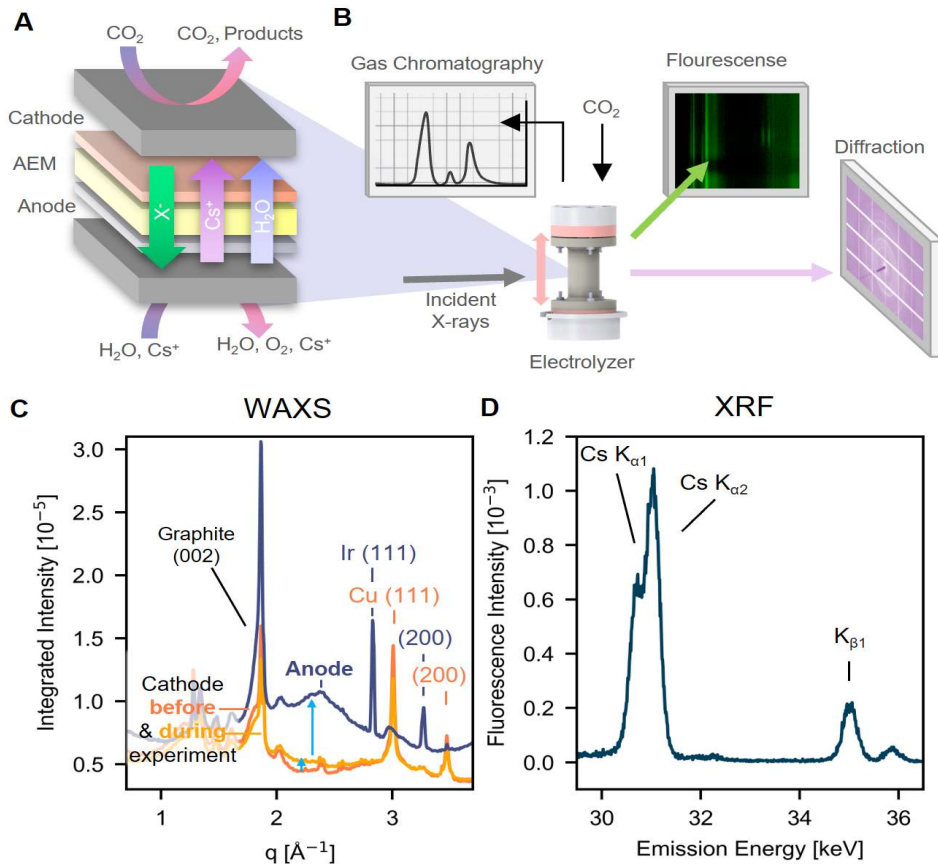 A
CO₂
CO₂, Products
Cathode
AEM
Anode
X⁻
Cs⁺
H₂O
H₂O, Cs⁺
H₂O, O₂, Cs⁺
B
Gas Chromatography
CO₂
Flourescense
Diffraction
Incident
X-rays
Electrolyzer
C
WAXS
Integrated Intensity [10⁻⁵]
3.0
2.5
2.0
1.5
1.0
0.5
Graphite
(002)
Ir (111)
Cu (111)
(200)
(200)
Anode
Cathode
before
& during
experiment
1
2
3
q [Å⁻¹]
D
XRF
Fluorescence Intensity [10⁻³]
1.2
1.0
0.8
0.6
0.4
0.2
0.0
Cs Kα1
Cs Kα2
Kβ1
30
32
34
36
Emission Energy [keV]